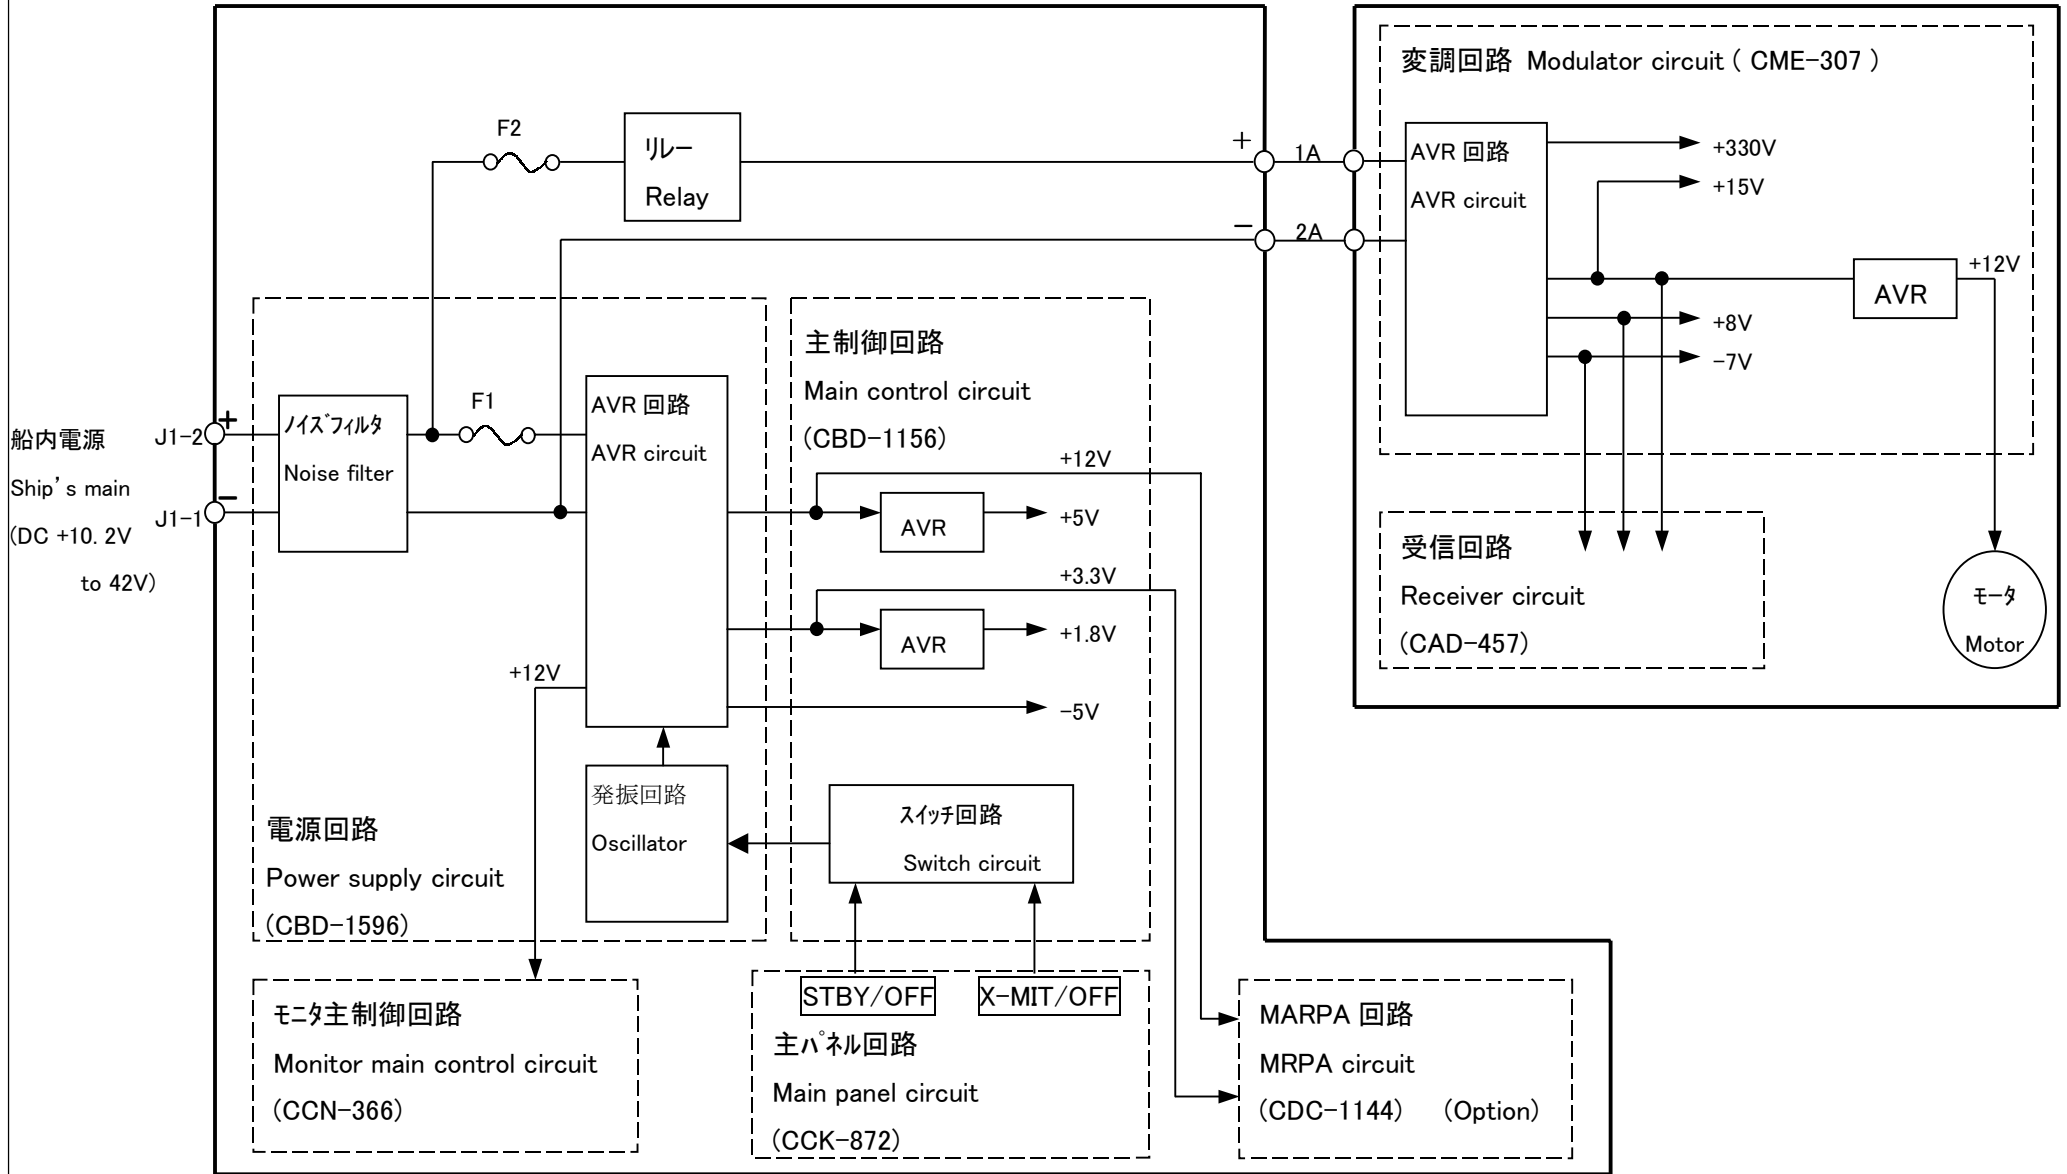 変調回路 Modulator circuit ( CME-307 )
F2
リレー
Relay
+
1A
−
2A
AVR 回路
AVR circuit
+330V
+15V
AVR
+12V
+8V
-7V
受信回路
Receiver circuit
(CAD-457)
モータ
Motor
船内電源
Ship's main
(DC +10.2V
to 42V)
J1-2
+
J1-1
−
ノイズフィルタ
Noise filter
F1
AVR 回路
AVR circuit
+12V
発振回路
Oscillator
電源回路
Power supply circuit
(CBD-1596)
主制御回路
Main control circuit
(CBD-1156)
+12V
AVR
+5V
+3.3V
AVR
+1.8V
-5V
スイッチ回路
Switch circuit
モニタ主制御回路
Monitor main control circuit
(CCN-366)
STBY/OFF
X-MIT/OFF
主パネル回路
Main panel circuit
(CCK-872)
MARPA 回路
MRPA circuit
(CDC-1144) (Option)